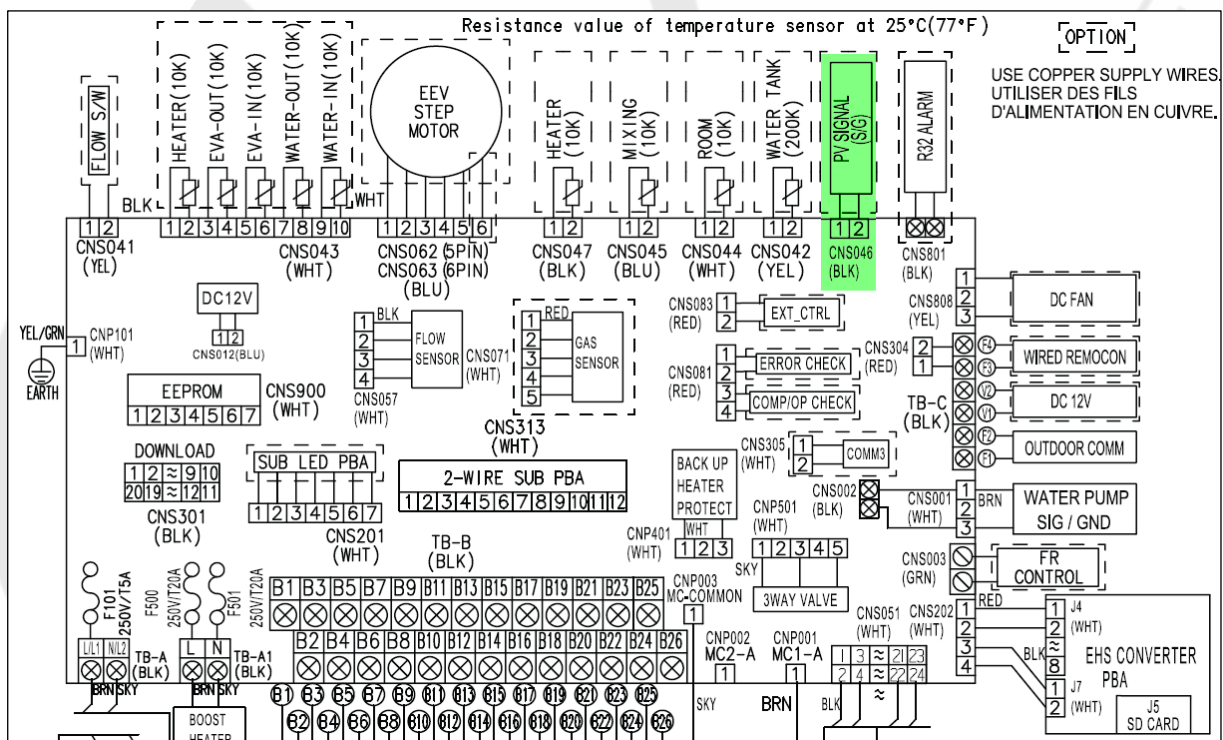 Resistance value of temperature sensor at 25°C(77°F)
OPTION
USE COPPER SUPPLY WIRES.
UTILISER DES FILS
D'ALIMENTATION EN CUIVRE.
FLOW S/W
HEATER(10K)
EVA-OUT(10K)
EVA-IN(10K)
WATER-OUT(10K)
WATER-IN(10K)
EEV
STEP
MOTOR
HEATER
(10K)
MIXING
(10K)
ROOM
(10K)
WATER TANK
(200K)
PV SIGNAL
(S/G)
R32 ALARM
BLK
WHT
1 2
1 2 3 4 5 6 7 8 9 10
1 2 3 4 5 6
1 2
1 2
1 2
1 2
1 2
CNS041
(YEL)
CNS043
(WHT)
CNS062(5PIN)
CNS063(6PIN)
(BLU)
CNS047
(BLK)
CNS045
(BLU)
CNS044
(WHT)
CNS042
(YEL)
CNS046
(BLK)
CNS801
(BLK)
DC12V
1 2
CNS012(BLU)
YEL/GRN
1
CNP101
(WHT)
EARTH
1
2
3
4
BLK
FLOW
SENSOR
CNS057
(WHT)
CNS071
(WHT)
1
2
3
4
5
RED
GAS
SENSOR
CNS313
(WHT)
CNS083
(RED)
1
2
EXT_CTRL
CNS081
(RED)
1
2
3
4
ERROR CHECK
COMP/OP CHECK
CNS808
(YEL)
1
2
3
DC FAN
CNS304
(RED)
2
1
F4
F3
WIRED REMOCON
TB-C
(BLK)
V2
V1
DC 12V
F2
F1
OUTDOOR COMM
EEPROM
1 2 3 4 5 6 7
CNS900
(WHT)
DOWNLOAD
1 2 ≈ 9 10
20 19 ≈ 12 11
CNS301
(BLK)
SUB LED PBA
1 2 3 4 5 6 7
CNS201
(WHT)
2-WIRE SUB PBA
1 2 3 4 5 6 7 8 9 10 11 12
CNS305
(WHT)
1
2
COMM3
BACK UP
HEATER
PROTECT
WHT
CNP401
(WHT)
1 2 3
CNP501
(WHT)
1 2 3 4 5
SKY
3WAY VALVE
CNS002
(BLK)
CNS001
(WHT)
1
2
3
BRN
WATER PUMP
SIG / GND
CNS003
(GRN)
FR
CONTROL
TB-B
(BLK)
B1 B3 B5 B7 B9 B11 B13 B15 B17 B19 B21 B23 B25
B2 B4 B6 B8 B10 B12 B14 B16 B18 B20 B22 B24 B26
B1 B3 B5 B7 B9 B11 B13 B15 B17 B19 B21 B23 B25
B2 B4 B6 B8 B10 B12 B14 B16 B18 B20 B22 B24 B26
F101
250V/T5A
F500
250V/T20A
F501
250V/T20A
L/L1 N/L2
TB-A
(BLK)
BRN SKY
L N
TB-A1
(BLK)
BRN SKY
BOOST
HEATER
CNP003
MC-COMMON
1
SKY
CNP002
MC2-A
1
CNP001
MC1-A
1
BRN
CNS051
(WHT)
1 3 ≈ 21 23
2 4 22 24
≈
BLK
CNS202
(WHT)
1
2
3
4
RED
BLK
1
2
≈
8
J4
(WHT)
1
2
J7
(WHT)
EHS CONVERTER
PBA
J5
SD CARD